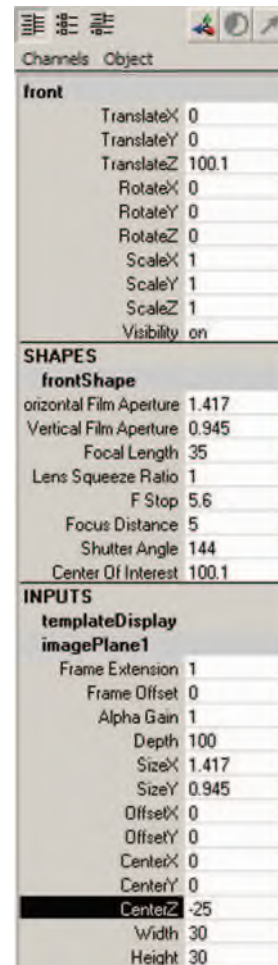 Channels Object
front
TranslateX 0
TranslateY 0
TranslateZ 100.1
RotateX 0
RotateY 0
RotateZ 0
ScaleX 1
ScaleY 1
ScaleZ 1
Visibility on
SHAPES
frontShape
orizontal Film Aperture 1.417
Vertical Film Aperture 0.945
Focal Length 35
Lens Squeeze Ratio 1
F Stop 5.6
Focus Distance 5
Shutter Angle 144
Center Of Interest 100.1
INPUTS
templateDisplay
imagePlane1
Frame Extension 1
Frame Offset 0
Alpha Gain 1
Depth 100
SizeX 1.417
SizeY 0.945
OffsetX 0
OffsetY 0
CenterX 0
CenterY 0
CenterZ -25
Width 30
Height 30